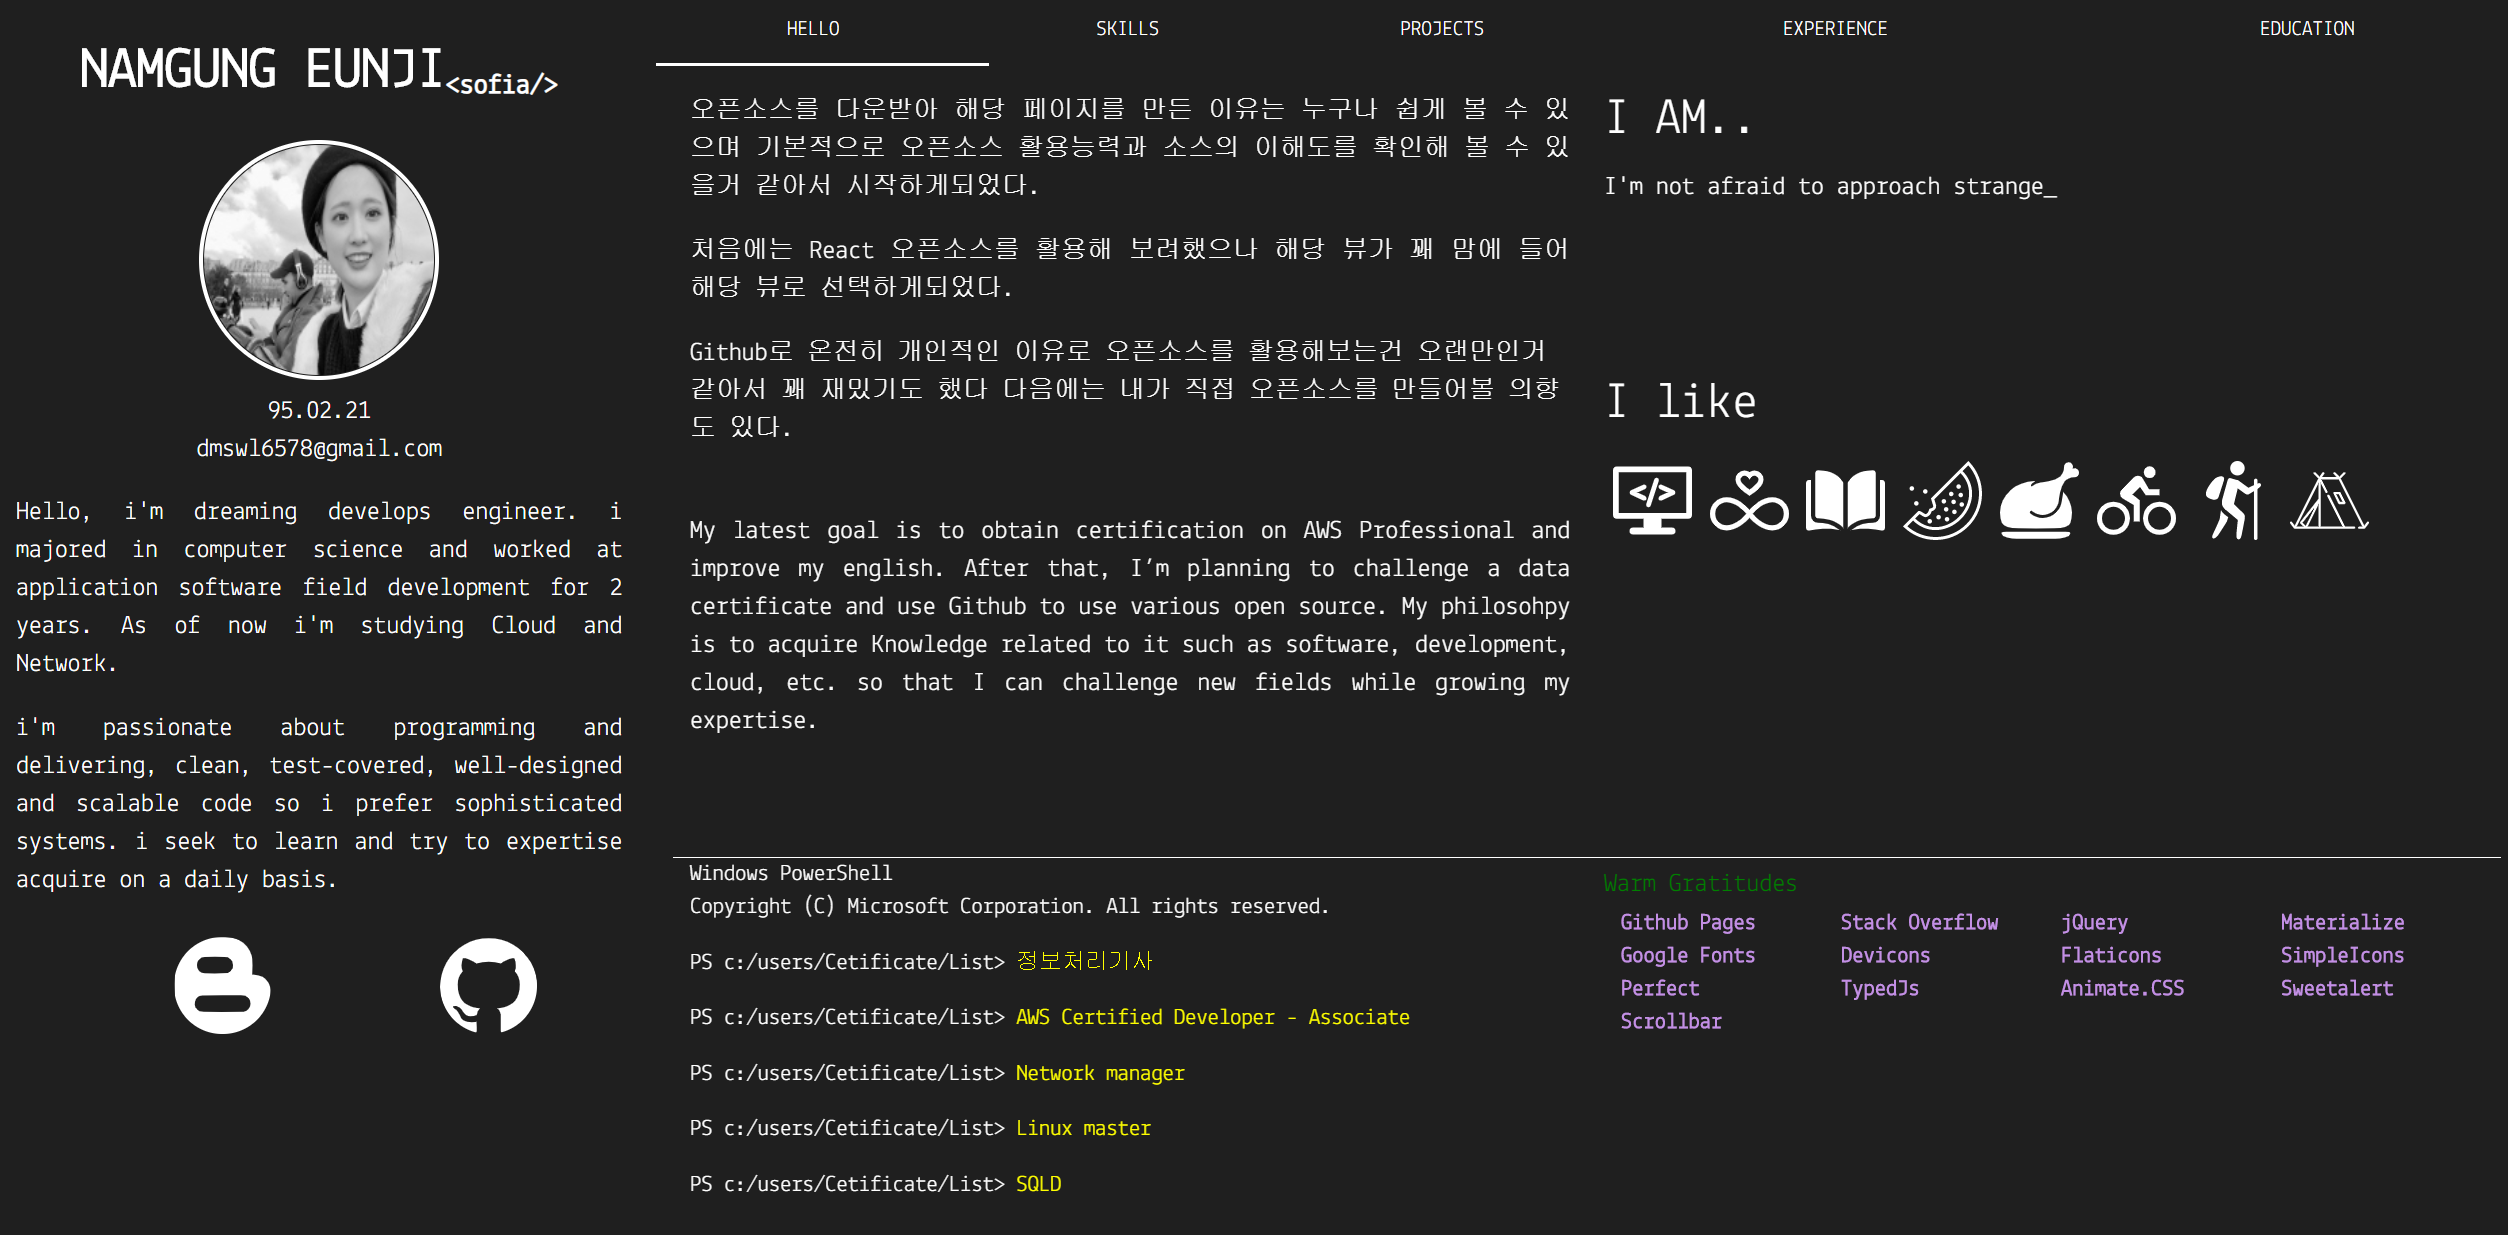 HELLO
SKILLS
PROJECTS
EXPERIENCE
EDUCATION
NAMGUNG EUNJI<sofia/>
95.02.21
dmswl6578@gmail.com
Hello, i'm dreaming develops engineer. i
majored in computer science and worked at
application software field development for 2
years. As of now i'm studying Cloud and
Network.
i'm passionate about programming and
delivering, clean, test-covered, well-designed
and scalable code so i prefer sophisticated
systems. i seek to learn and try to expertise
acquire on a daily basis.
오픈소스를 다운받아 해당 페이지를 만든 이유는 누구나 쉽게 볼 수 있
으며 기본적으로 오픈소스 활용능력과 소스의 이해도를 확인해 볼 수 있
을거 같아서 시작하게되었다.
처음에는 React 오픈소스를 활용해 보려했으나 해당 뷰가 꽤 맘에 들어
해당 뷰로 선택하게되었다.
Github로 온전히 개인적인 이유로 오픈소스를 활용해보는건 오랜만인거
같아서 꽤 재밌기도 했다 다음에는 내가 직접 오픈소스를 만들어볼 의향
도 있다.
My latest goal is to obtain certification on AWS Professional and
improve my english. After that, I’m planning to challenge a data
certificate and use Github to use various open source. My philosohpy
is to acquire Knowledge related to it such as software, development,
cloud, etc. so that I can challenge new fields while growing my
expertise.
I AM..
I'm not afraid to approach strange_
I like
</>
Windows PowerShell
Copyright (C) Microsoft Corporation. All rights reserved.
PS c:/users/Cetificate/List> 정보처리기사
PS c:/users/Cetificate/List> AWS Certified Developer - Associate
PS c:/users/Cetificate/List> Network manager
PS c:/users/Cetificate/List> Linux master
PS c:/users/Cetificate/List> SQLD
Warm Gratitudes
Github Pages
Google Fonts
Perfect
Scrollbar
Stack Overflow
Devicons
TypedJs
jQuery
Flaticons
Animate.CSS
Materialize
SimpleIcons
Sweetalert